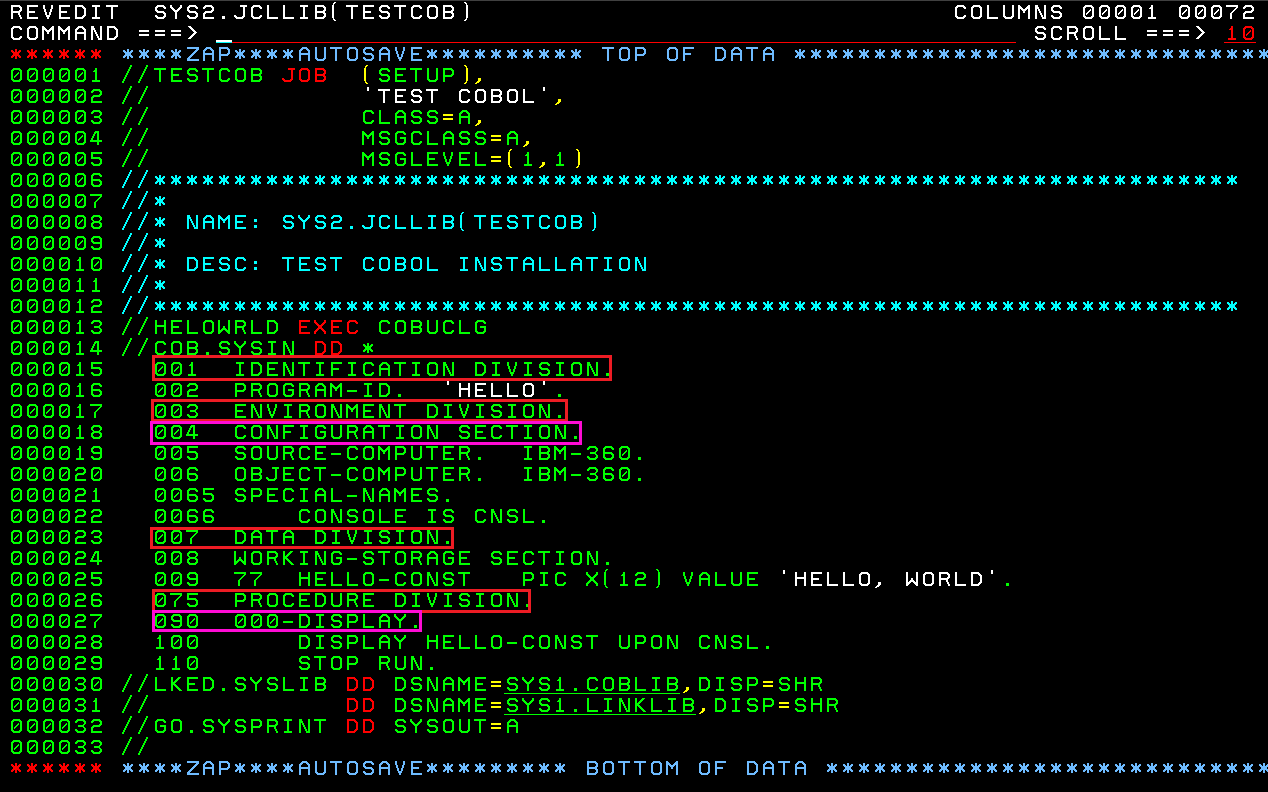 REVEDIT  SYS2.JCLLIB(TESTCOB)                              COLUMNS 00001 00072
COMMAND ===> _                                                  SCROLL ===> 10
****** ****ZAP****AUTOSAVE********** TOP OF DATA ******************************
000001 //TESTCOB JOB  (SETUP),
000002 //             'TEST COBOL',
000003 //             CLASS=A,
000004 //             MSGCLASS=A,
000005 //             MSGLEVEL=(1,1)
000006 //********************************************************************
000007 //*
000008 //* NAME: SYS2.JCLLIB(TESTCOB)
000009 //*
000010 //* DESC: TEST COBOL INSTALLATION
000011 //*
000012 //********************************************************************
000013 //HELOWRLD EXEC COBUCLG
000014 //COB.SYSIN DD *
000015   001  IDENTIFICATION DIVISION.
000016   002  PROGRAM-ID.  'HELLO'.
000017   003  ENVIRONMENT DIVISION.
000018   004  CONFIGURATION SECTION.
000019   005  SOURCE-COMPUTER.  IBM-360.
000020   006  OBJECT-COMPUTER.  IBM-360.
000021   0065 SPECIAL-NAMES.
000022   0066     CONSOLE IS CNSL.
000023   007  DATA DIVISION.
000024   008  WORKING-STORAGE SECTION.
000025   009  77  HELLO-CONST   PIC X(12) VALUE 'HELLO, WORLD'.
000026   075  PROCEDURE DIVISION.
000027   090  000-DISPLAY.
000028   100      DISPLAY HELLO-CONST UPON CNSL.
000029   110      STOP RUN.
000030 //LKED.SYSLIB DD DSNAME=SYS1.COBLIB,DISP=SHR
000031 //            DD DSNAME=SYS1.LINKLIB,DISP=SHR
000032 //GO.SYSPRINT DD SYSOUT=A
000033 //
****** ****ZAP****AUTOSAVE********* BOTTOM OF DATA ****************************